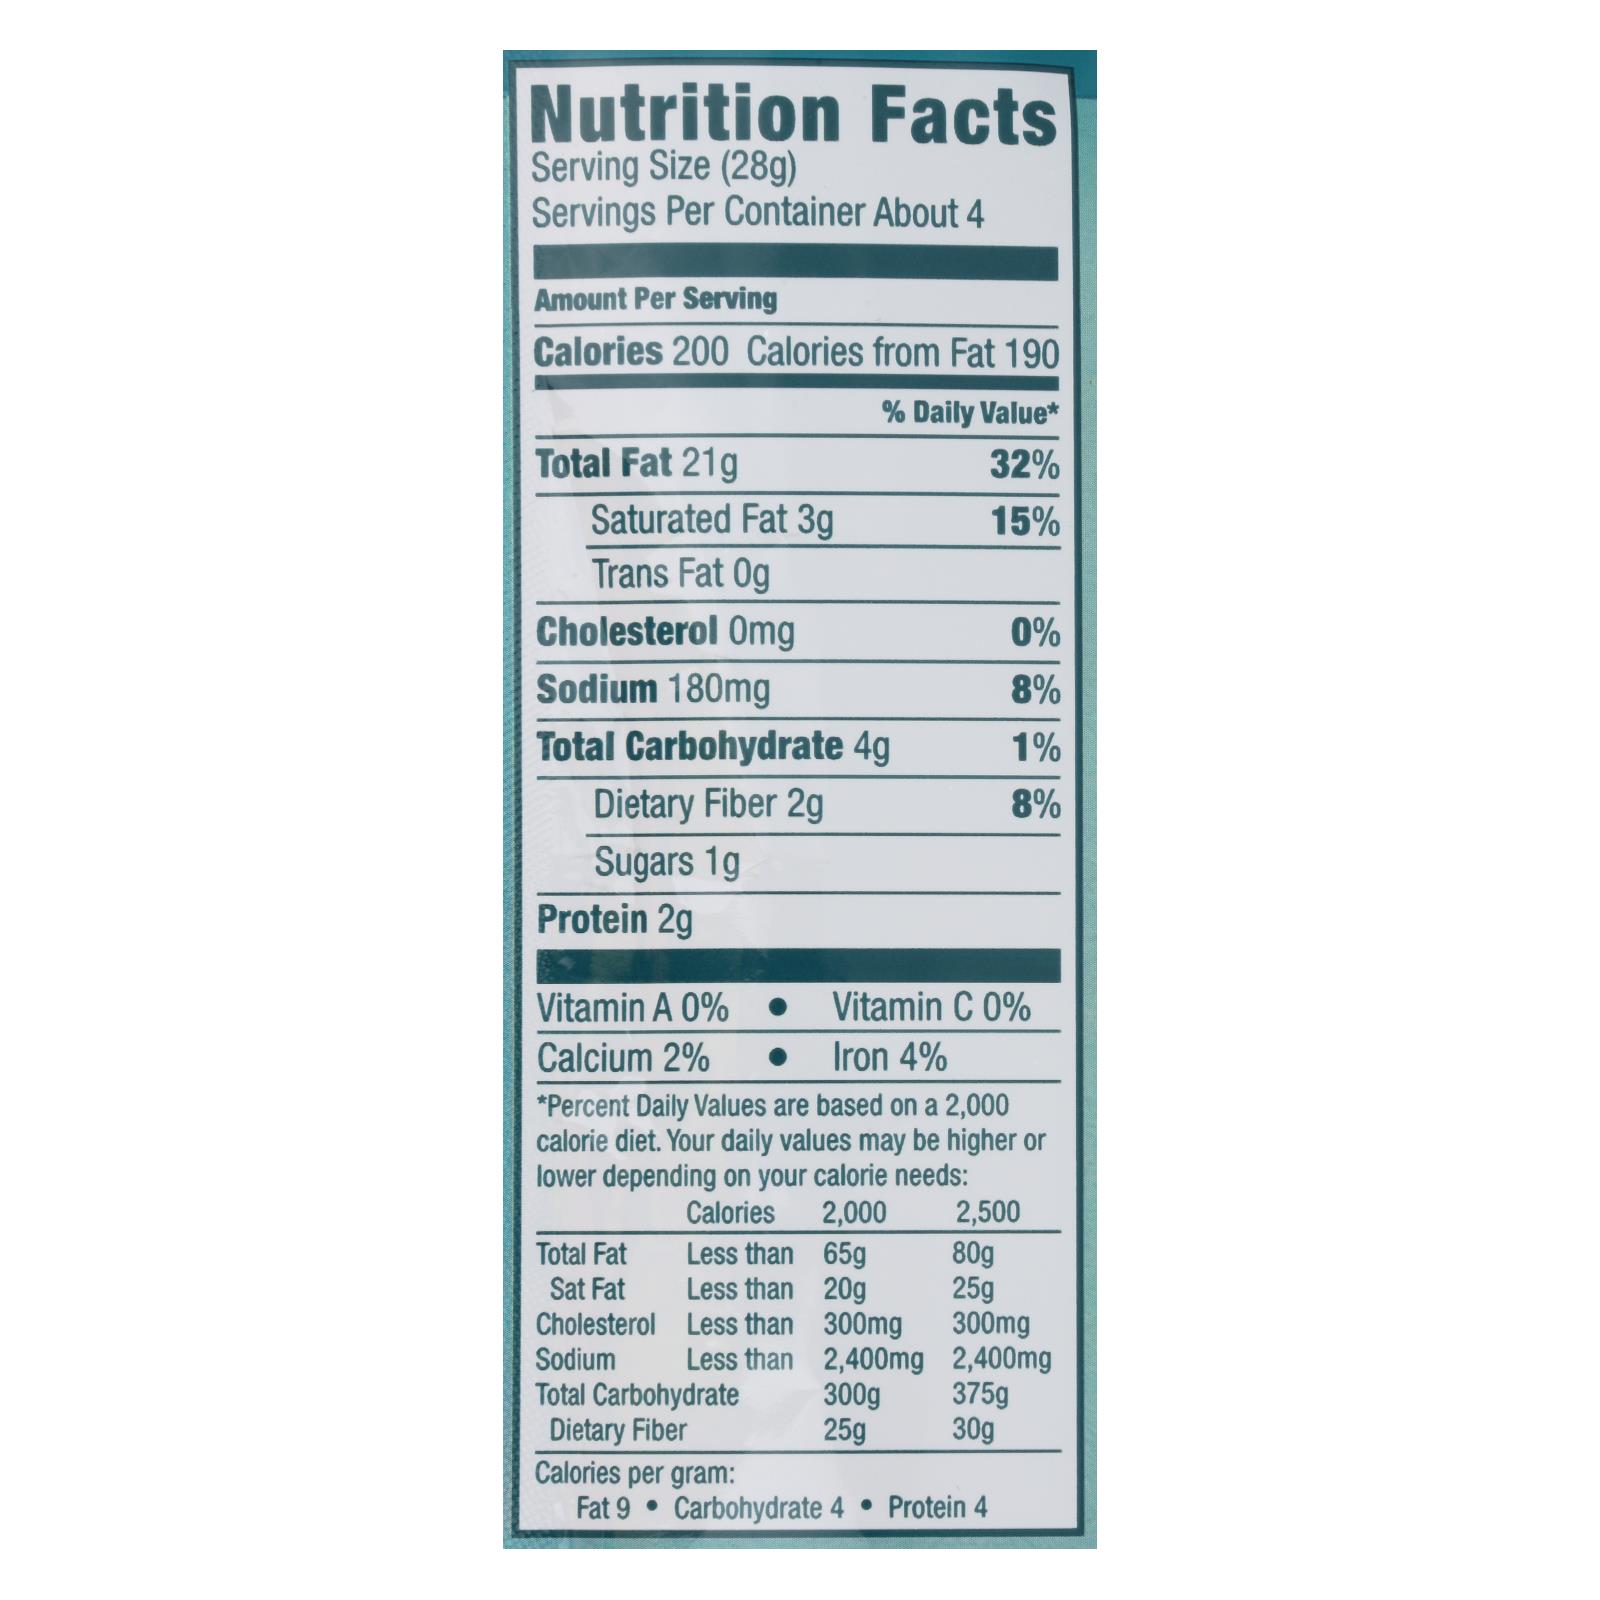 Nutrition Facts
Serving Size (28g)
Servings Per Container About 4
Amount Per Serving
Calories 200 Calories from Fat 190
% Daily Value*
Total Fat 21g 32%
Saturated Fat 3g 15%
Trans Fat 0g
Cholesterol 0mg 0%
Sodium 180mg 8%
Total Carbohydrate 4g 1%
Dietary Fiber 2g 8%
Sugars 1g
Protein 2g
Vitamin A 0% • Vitamin C 0%
Calcium 2% • Iron 4%
*Percent Daily Values are based on a 2,000
calorie diet. Your daily values may be higher or
lower depending on your calorie needs:
Calories 2,000 2,500
Total Fat Less than 65g 80g
Sat Fat Less than 20g 25g
Cholesterol Less than 300mg 300mg
Sodium Less than 2,400mg 2,400mg
Total Carbohydrate 300g 375g
Dietary Fiber 25g 30g
Calories per gram:
Fat 9 • Carbohydrate 4 • Protein 4